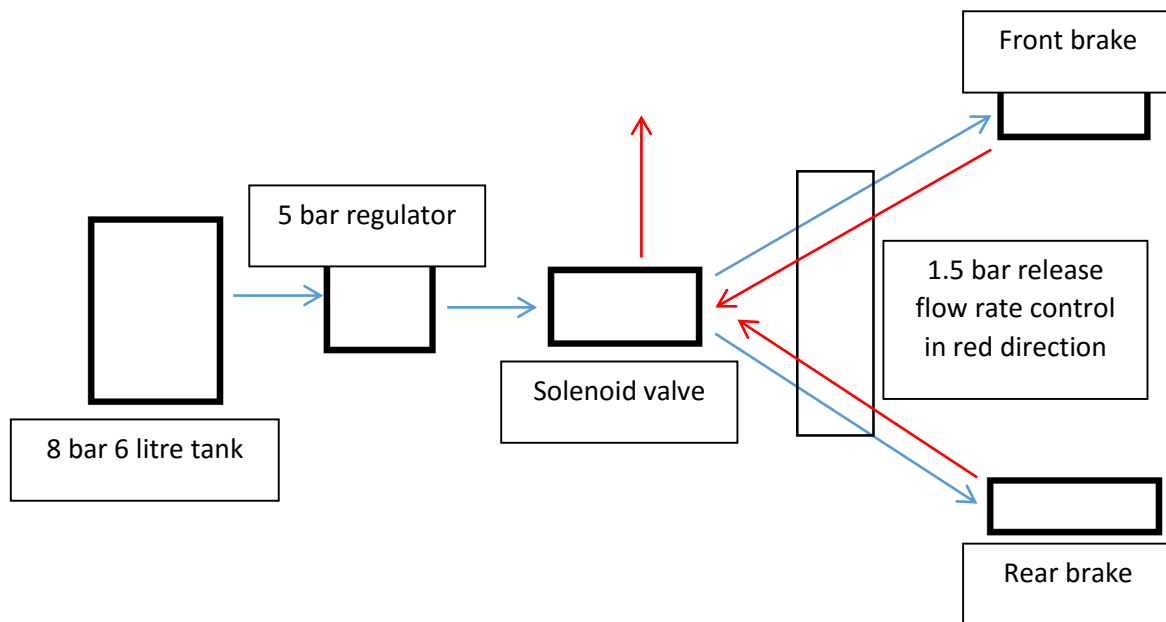 Front brake
5 bar regulator
1.5 bar release
flow rate control
in red direction
Solenoid valve
8 bar 6 litre tank
Rear brake